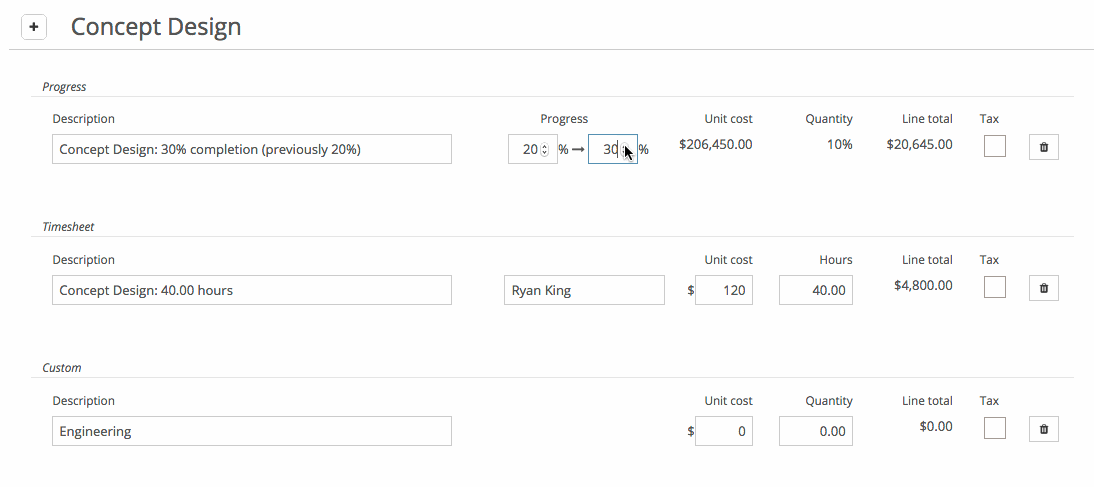 + Concept Design
Progress
Description Progress Unit cost Quantity Line total Tax
Concept Design: 30% completion (previously 20%) 20 % → 30 % $206,450.00 10% $20,645.00
Timesheet
Description Unit cost Hours Line total Tax
Concept Design: 40.00 hours Ryan King $ 120 40.00 $4,800.00
Custom
Description Unit cost Quantity Line total Tax
Engineering $ 0 0.00 $0.00